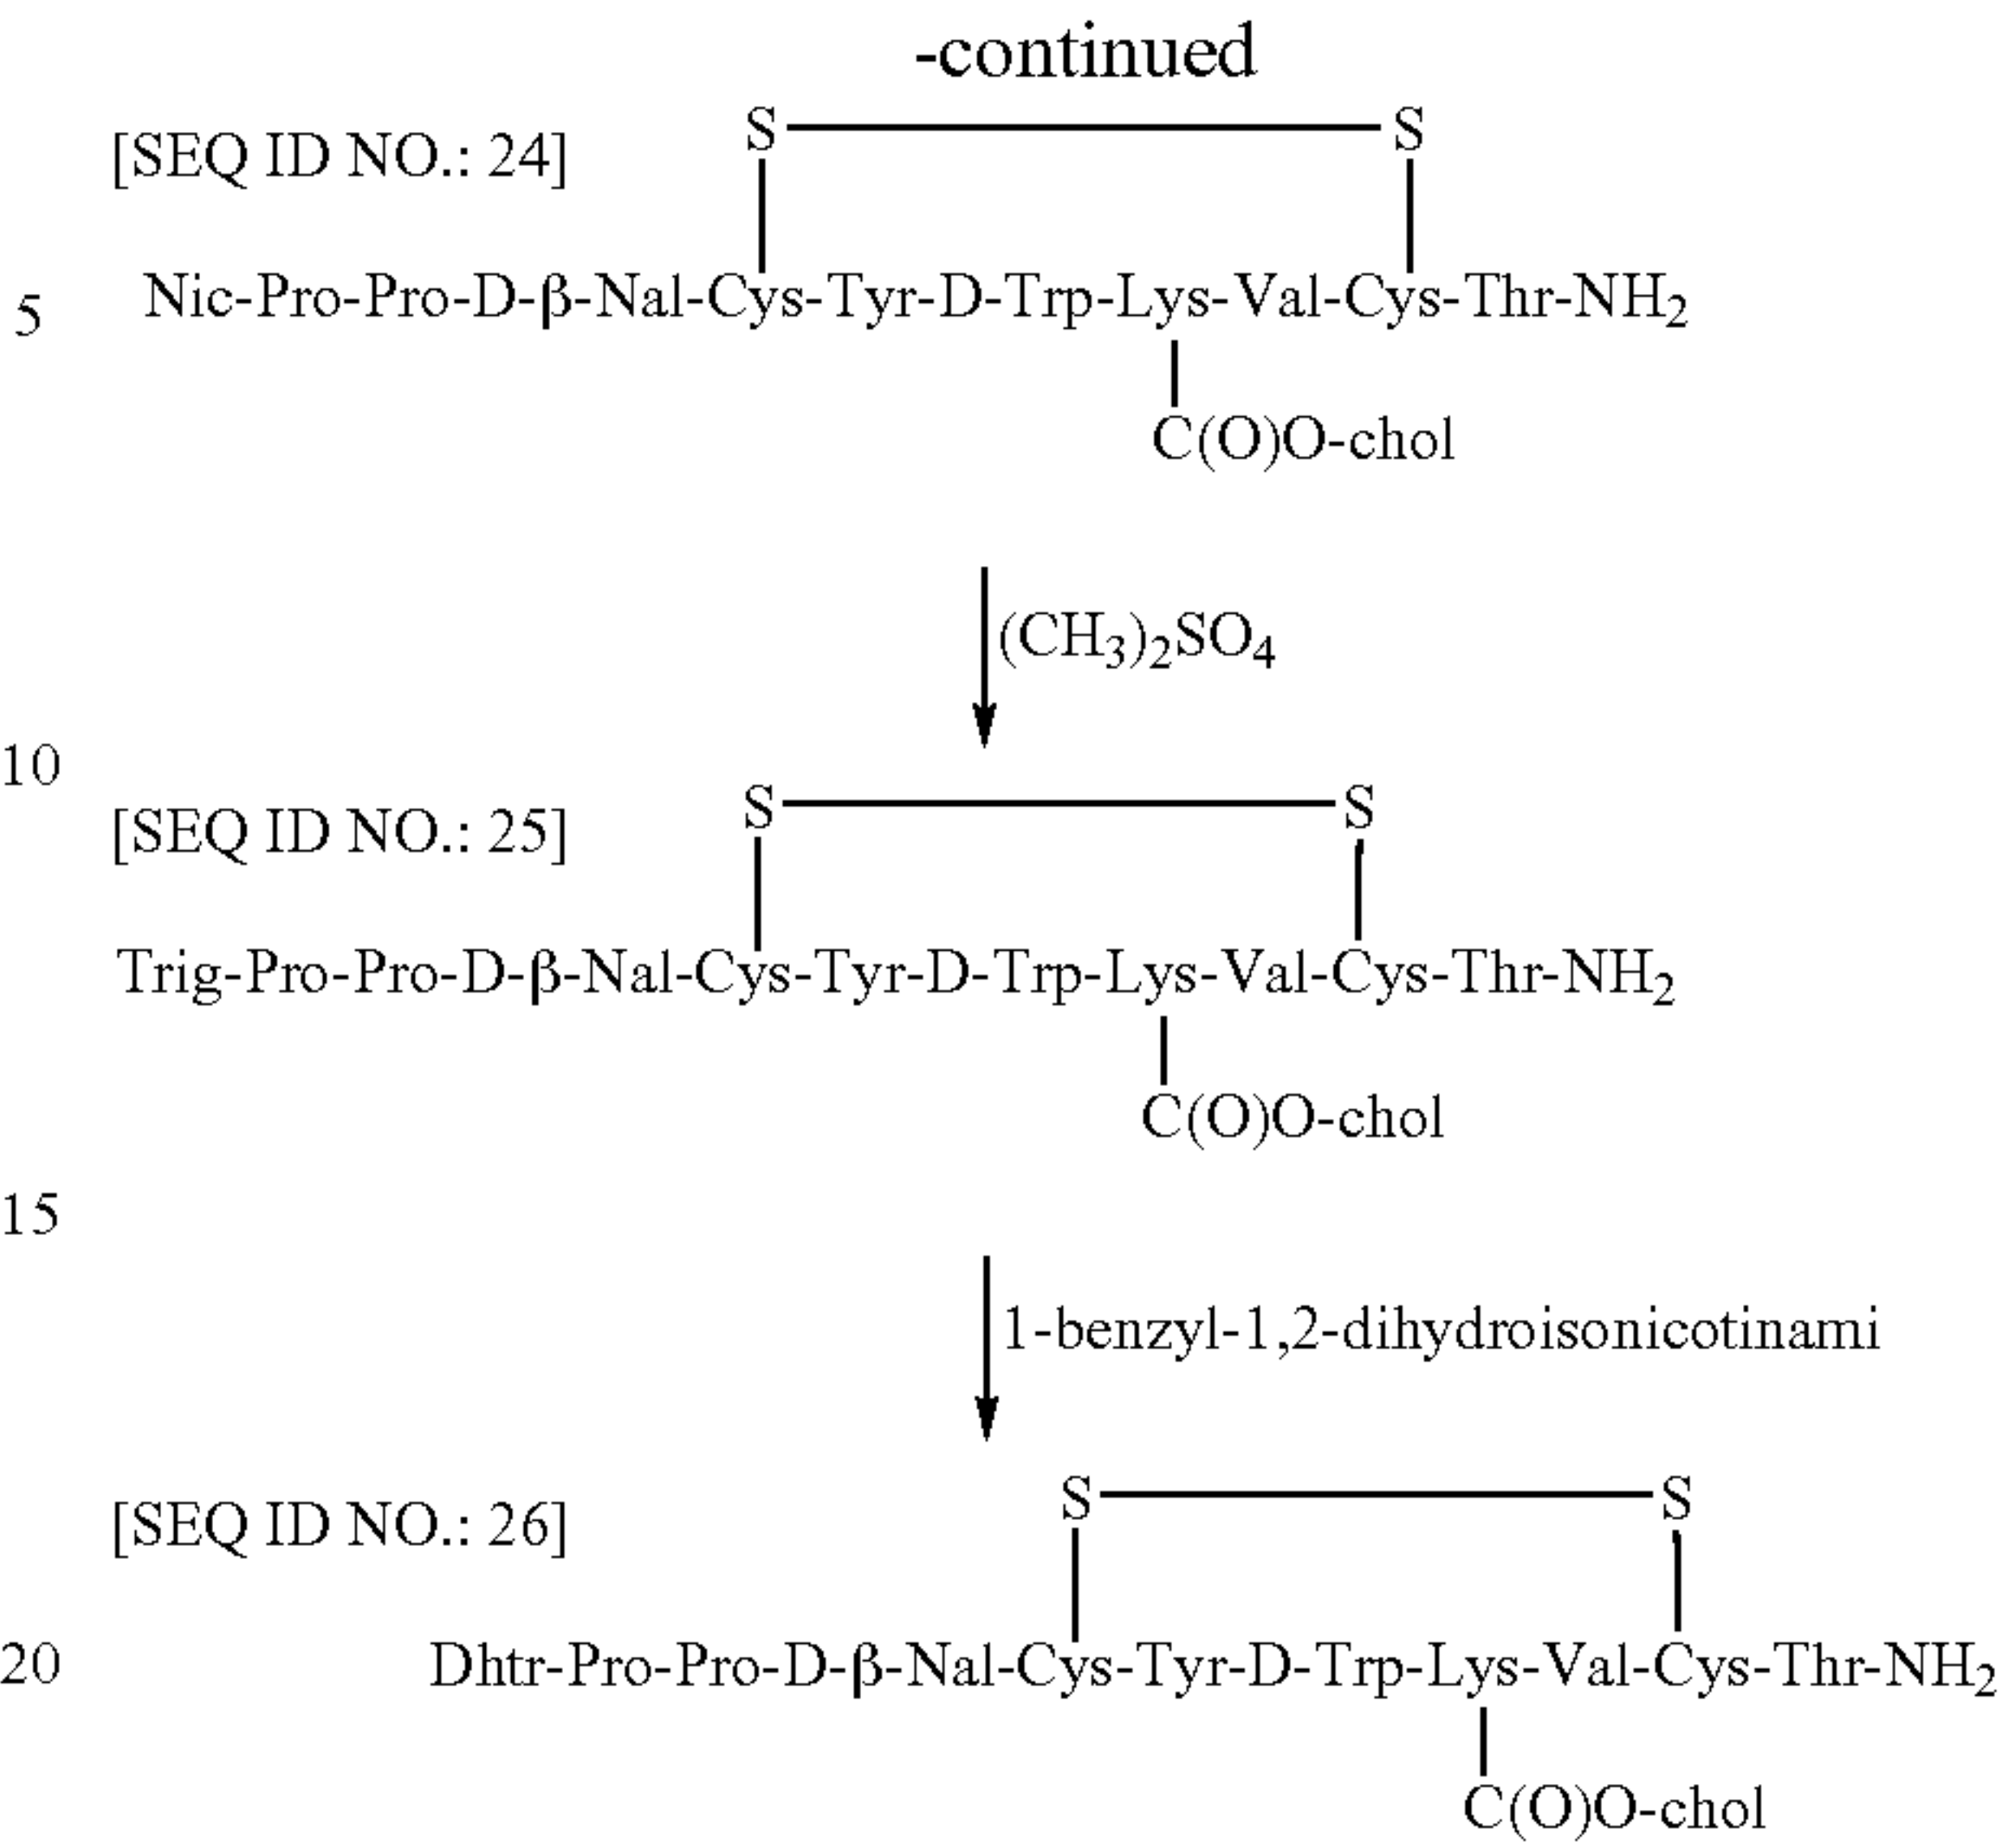 -continued
S S
[SEQ ID NO.: 24]
5 Nic-Pro-Pro-D-β-Nal-Cys-Tyr-D-Trp-Lys-Val-Cys-Thr-NH₂
C(O)O-chol
(CH₃)₂SO₄
10
S S
[SEQ ID NO.: 25]
Trig-Pro-Pro-D-β-Nal-Cys-Tyr-D-Trp-Lys-Val-Cys-Thr-NH₂
C(O)O-chol
15
1-benzyl-1,2-dihydroisonicotinami
S S
[SEQ ID NO.: 26]
20 Dhtr-Pro-Pro-D-β-Nal-Cys-Tyr-D-Trp-Lys-Val-Cys-Thr-NH₂
C(O)O-chol